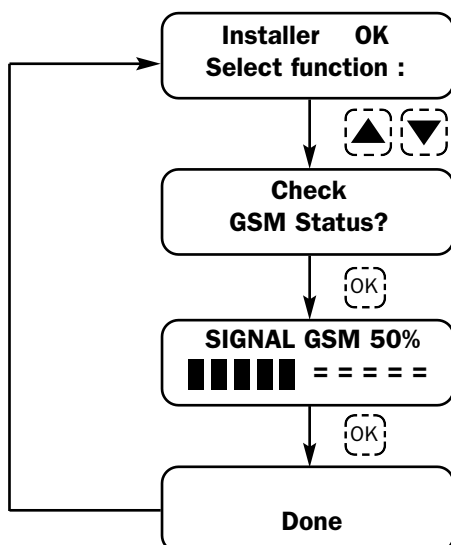 Installer OK
Select function :
Check
GSM Status?
OK
SIGNAL GSM 50%
= = = = =
OK
Done